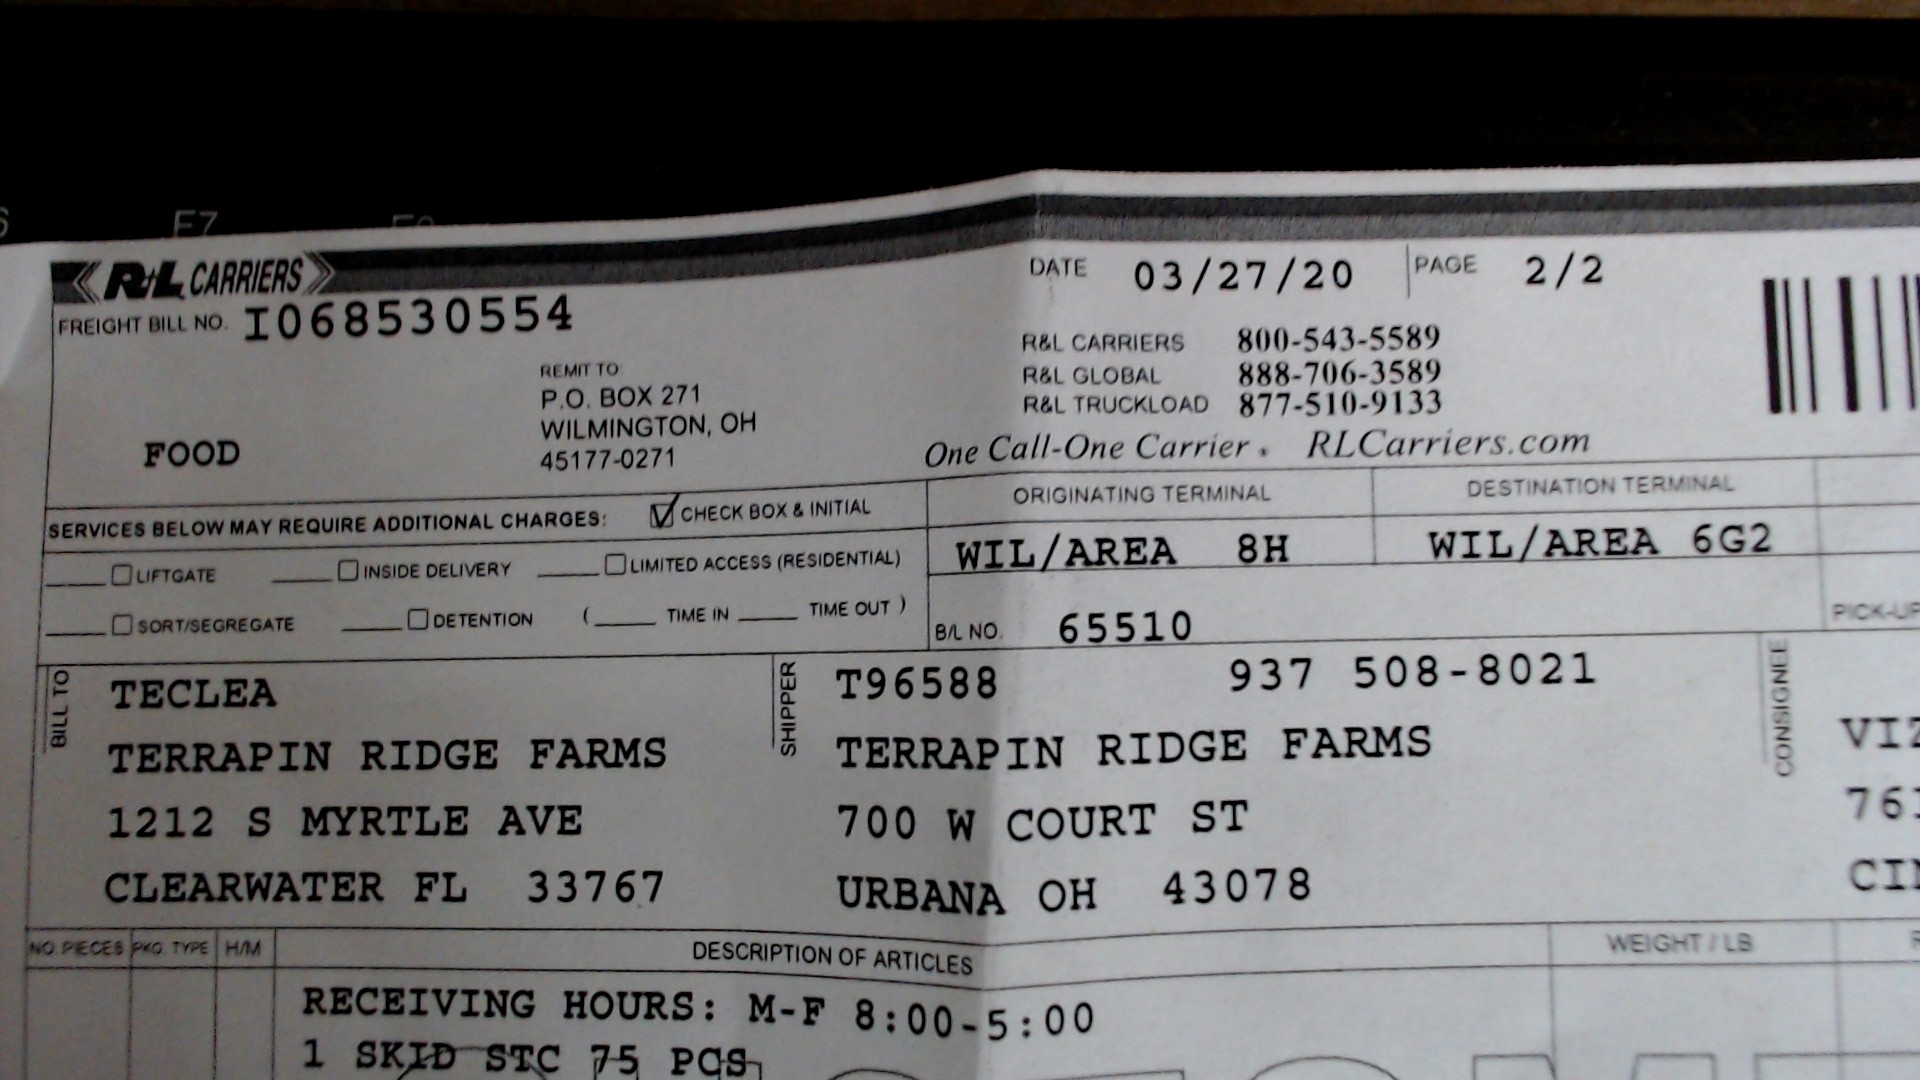 F7
R+L CARRIERS
DATE 03/27/20 PAGE 2/2
FREIGHT BILL NO. I068530554
R&L CARRIERS 800-543-5589
R&L GLOBAL 888-706-3589
R&L TRUCKLOAD 877-510-9133
REMIT TO
P.O. BOX 271
WILMINGTON, OH
45177-0271
FOOD
One Call-One Carrier. RLCarriers.com
SERVICES BELOW MAY REQUIRE ADDITIONAL CHARGES: CHECK BOX & INITIAL
ORIGINATING TERMINAL DESTINATION TERMINAL
WIL/AREA 8H WIL/AREA 6G2
LIFTGATE INSIDE DELIVERY LIMITED ACCESS (RESIDENTIAL)
SORT/SEGREGATE DETENTION ( TIME IN TIME OUT )
B/L NO. 65510
PICK-UP
BILL TO
TECLEA
TERRAPIN RIDGE FARMS
1212 S MYRTLE AVE
CLEARWATER FL 33767
SHIPPER
T96588 937 508-8021
TERRAPIN RIDGE FARMS
700 W COURT ST
URBANA OH 43078
CONSIGNEE
VIZ
761
CIN
NO. PIECES PKG. TYPE H/M DESCRIPTION OF ARTICLES WEIGHT / LB
RECEIVING HOURS: M-F 8:00-5:00
1 SKID STC 75 PCS